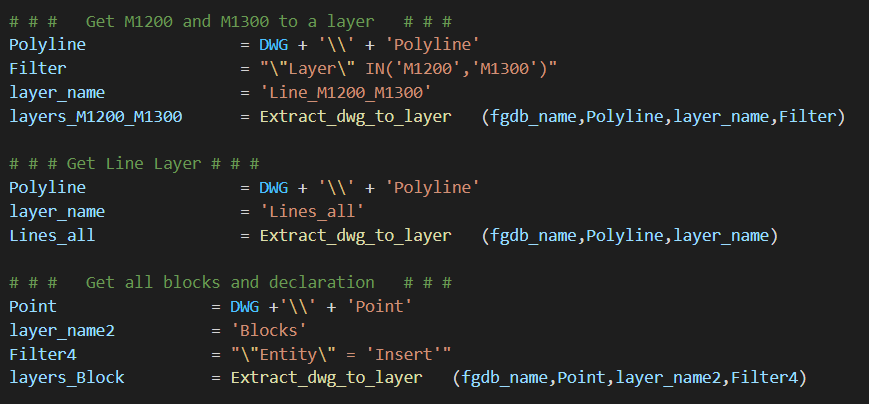 # # #   Get M1200 and M1300 to a layer   # # #
Polyline                = DWG + '\\' + 'Polyline'
Filter                  = "\"Layer\" IN('M1200','M1300')"
layer_name              = 'Line_M1200_M1300'
layers_M1200_M1300      = Extract_dwg_to_layer   (fgdb_name,Polyline,layer_name,Filter)
# # # Get Line Layer # # #
Polyline                = DWG + '\\' + 'Polyline'
layer_name              = 'Lines_all'
Lines_all               = Extract_dwg_to_layer   (fgdb_name,Polyline,layer_name)
# # #   Get all blocks and declaration   # # #
Point                = DWG +'\\' + 'Point'
layer_name2          = 'Blocks'
Filter4              = "\"Entity\" = 'Insert'"
layers_Block         = Extract_dwg_to_layer   (fgdb_name,Point,layer_name2,Filter4)